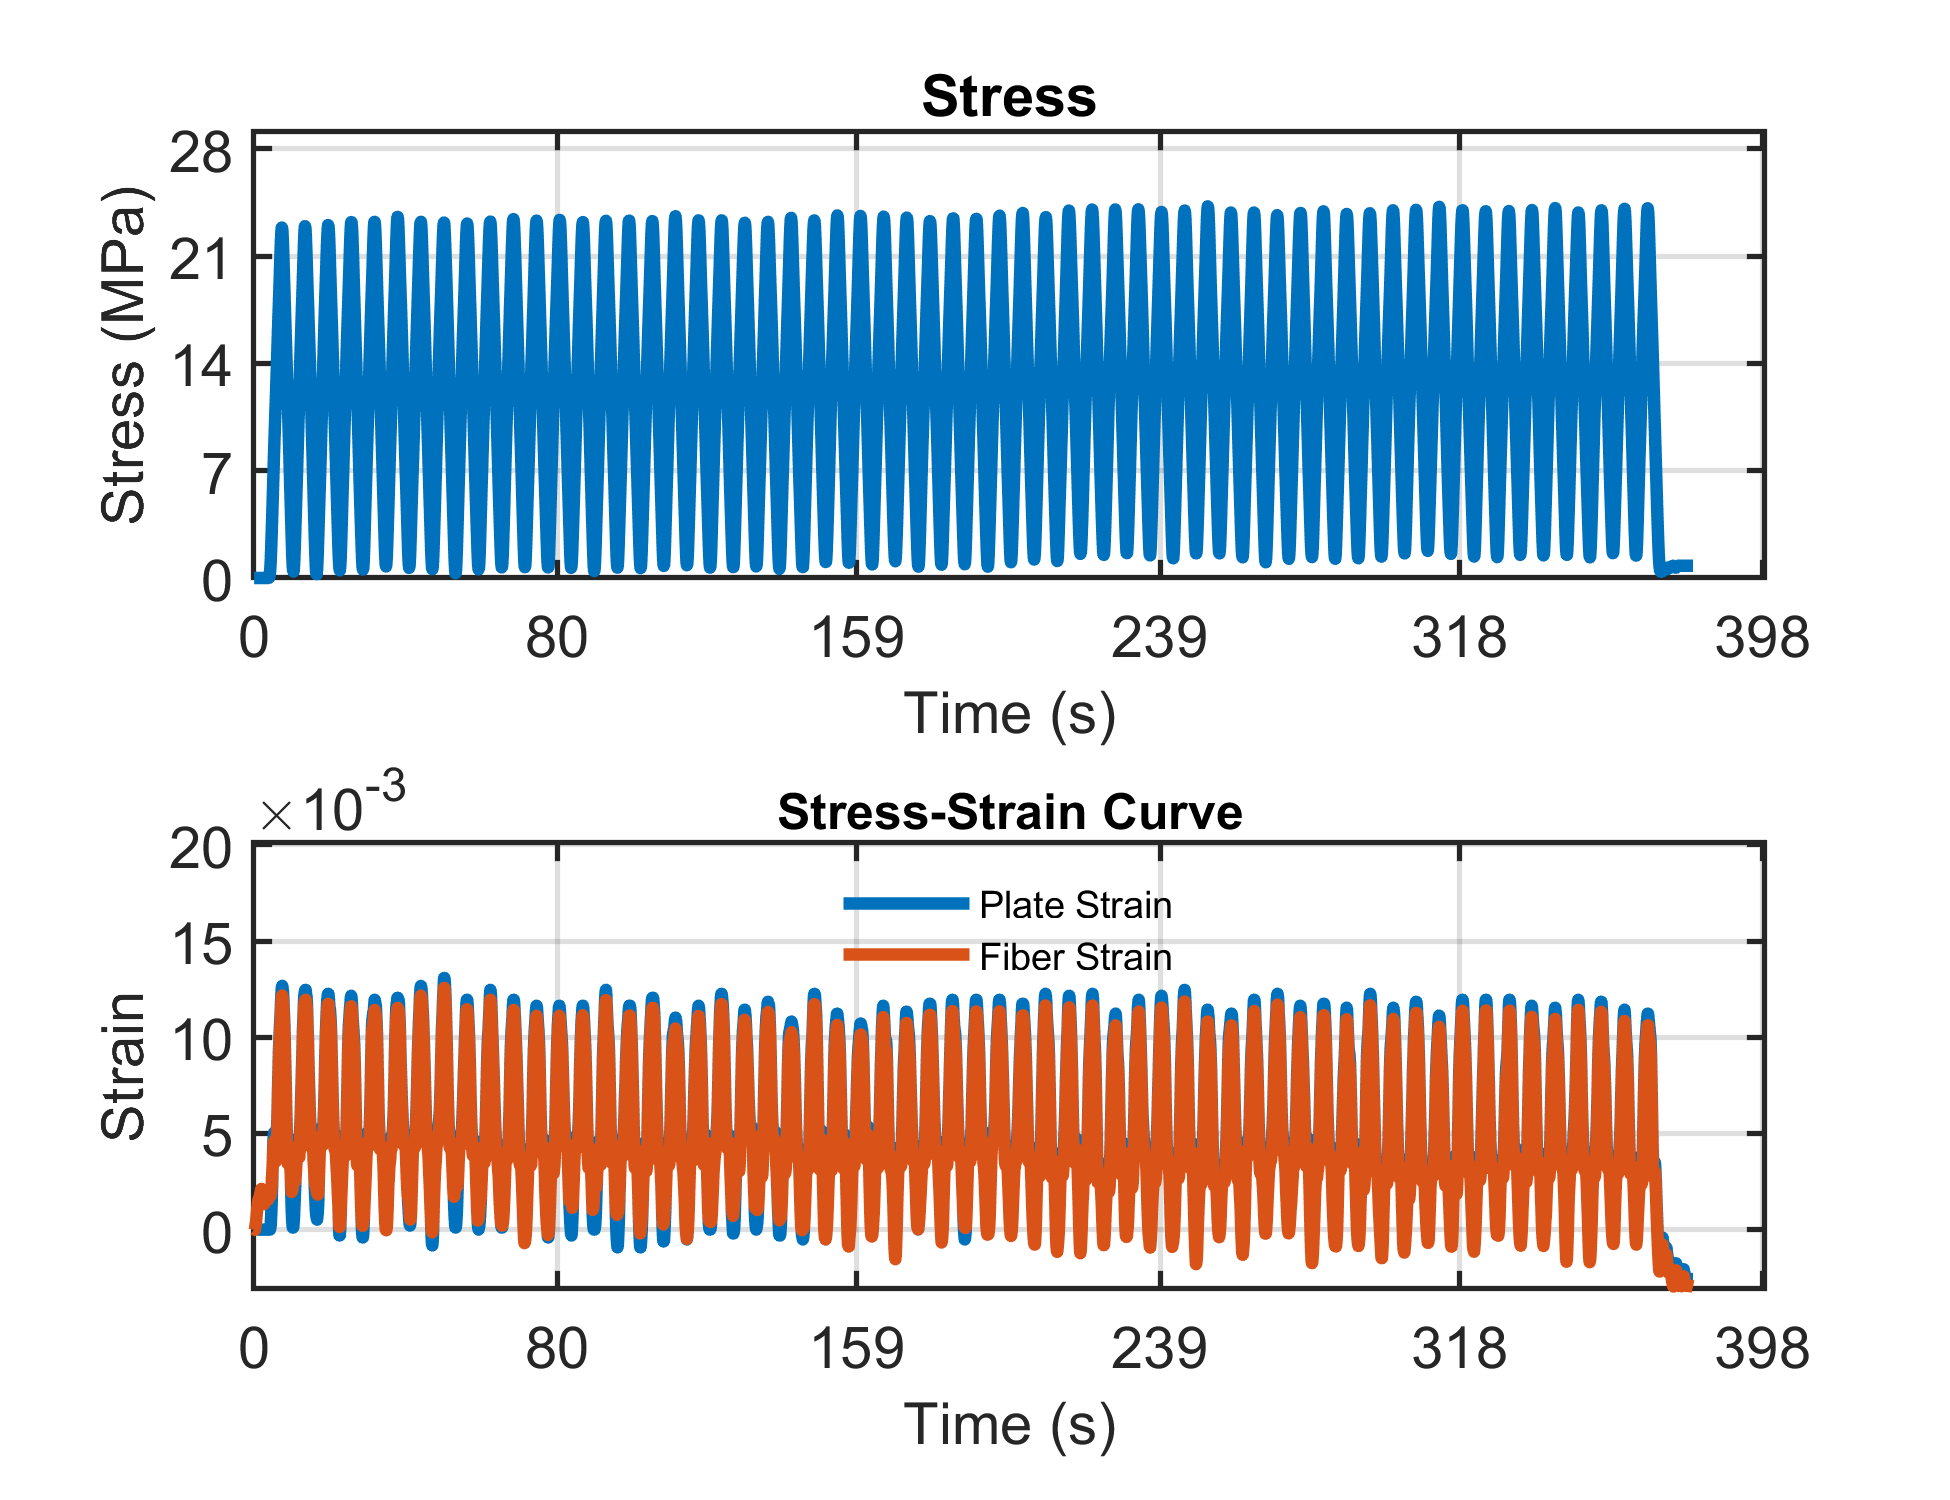 Stress
Stress (MPa)
28
21
14
7
0
0 80 159 239 318 398
Time (s)
×10-3
Stress-Strain Curve
Strain
20
15
10
5
0
Plate Strain
Fiber Strain
0 80 159 239 318 398
Time (s)